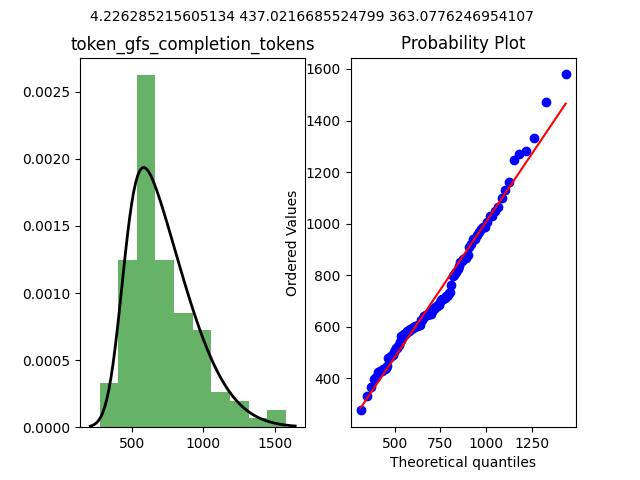 4.226285215605134 437.0216685524799 363.0776246954107
token_gfs_completion_tokens
0.0025
0.0020
0.0015
0.0010
0.0005
0.0000
500 1000 1500
Probability Plot
1600
1400
1200
1000
800
600
400
Ordered Values
500 750 1000 1250
Theoretical quantiles